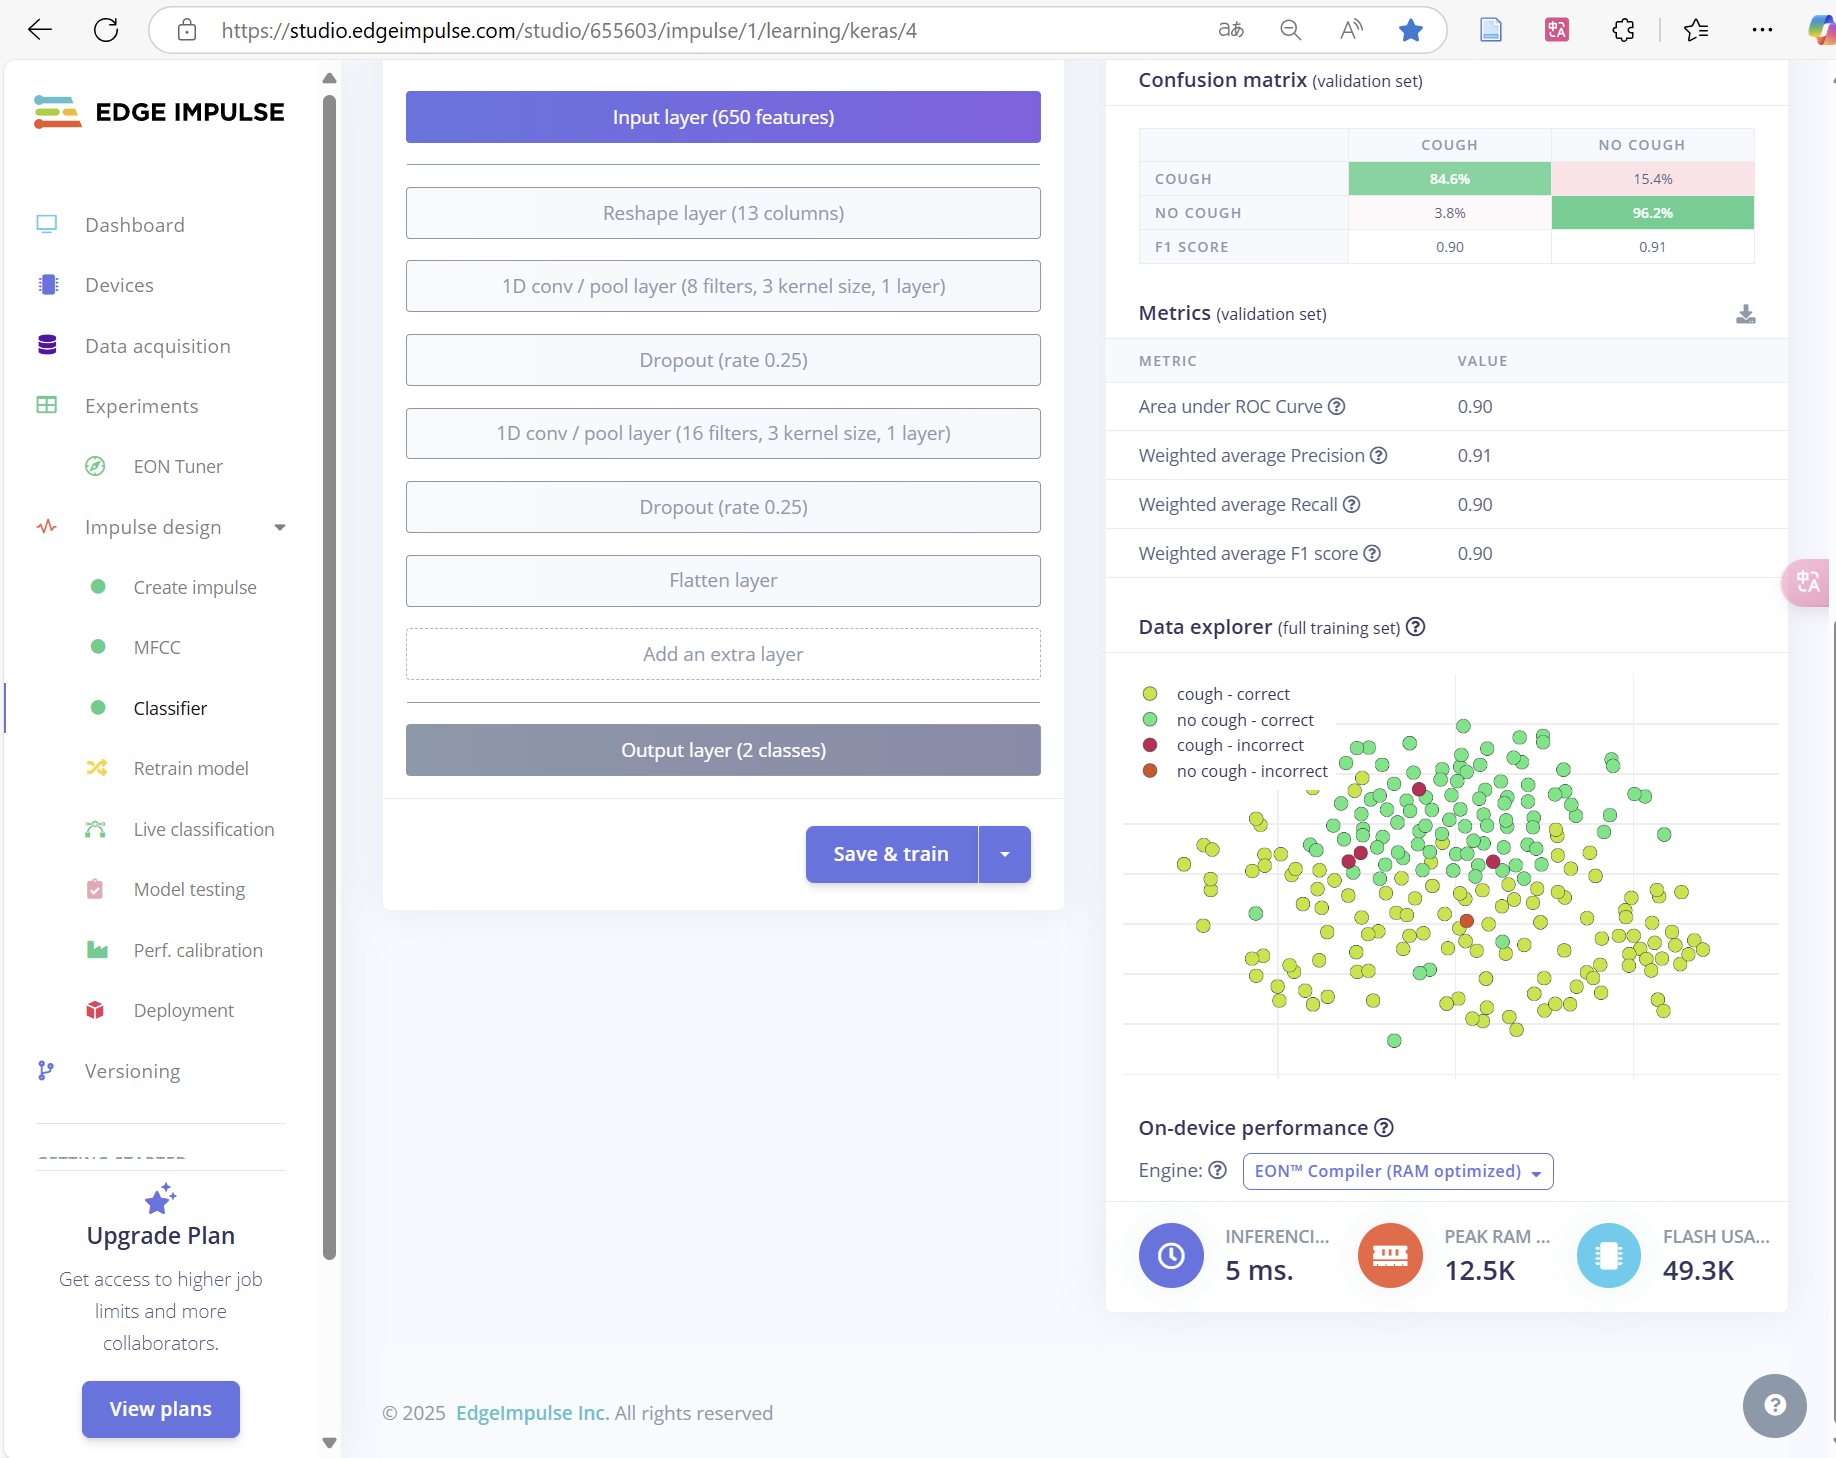 https://studio.edgeimpulse.com/studio/655603/impulse/1/learning/keras/4
EDGE IMPULSE
Dashboard
Devices
Data acquisition
Experiments
EON Tuner
Impulse design
Create impulse
MFCC
Classifier
Retrain model
Live classification
Model testing
Perf. calibration
Deployment
Versioning
Upgrade Plan
Get access to higher job
limits and more
collaborators.
View plans
Input layer (650 features)
Reshape layer (13 columns)
1D conv / pool layer (8 filters, 3 kernel size, 1 layer)
Dropout (rate 0.25)
1D conv / pool layer (16 filters, 3 kernel size, 1 layer)
Dropout (rate 0.25)
Flatten layer
Add an extra layer
Output layer (2 classes)
Save & train
Confusion matrix (validation set)
COUGH NO COUGH
COUGH 84.6% 15.4%
NO COUGH 3.8% 96.2%
F1 SCORE 0.90 0.91
Metrics (validation set)
METRIC VALUE
Area under ROC Curve 0.90
Weighted average Precision 0.91
Weighted average Recall 0.90
Weighted average F1 score 0.90
Data explorer (full training set)
cough - correct
no cough - correct
cough - incorrect
no cough - incorrect
On-device performance
Engine: EON™ Compiler (RAM optimized)
INFERENCI...
5 ms.
PEAK RAM ...
12.5K
FLASH USA...
49.3K
© 2025 EdgeImpulse Inc. All rights reserved